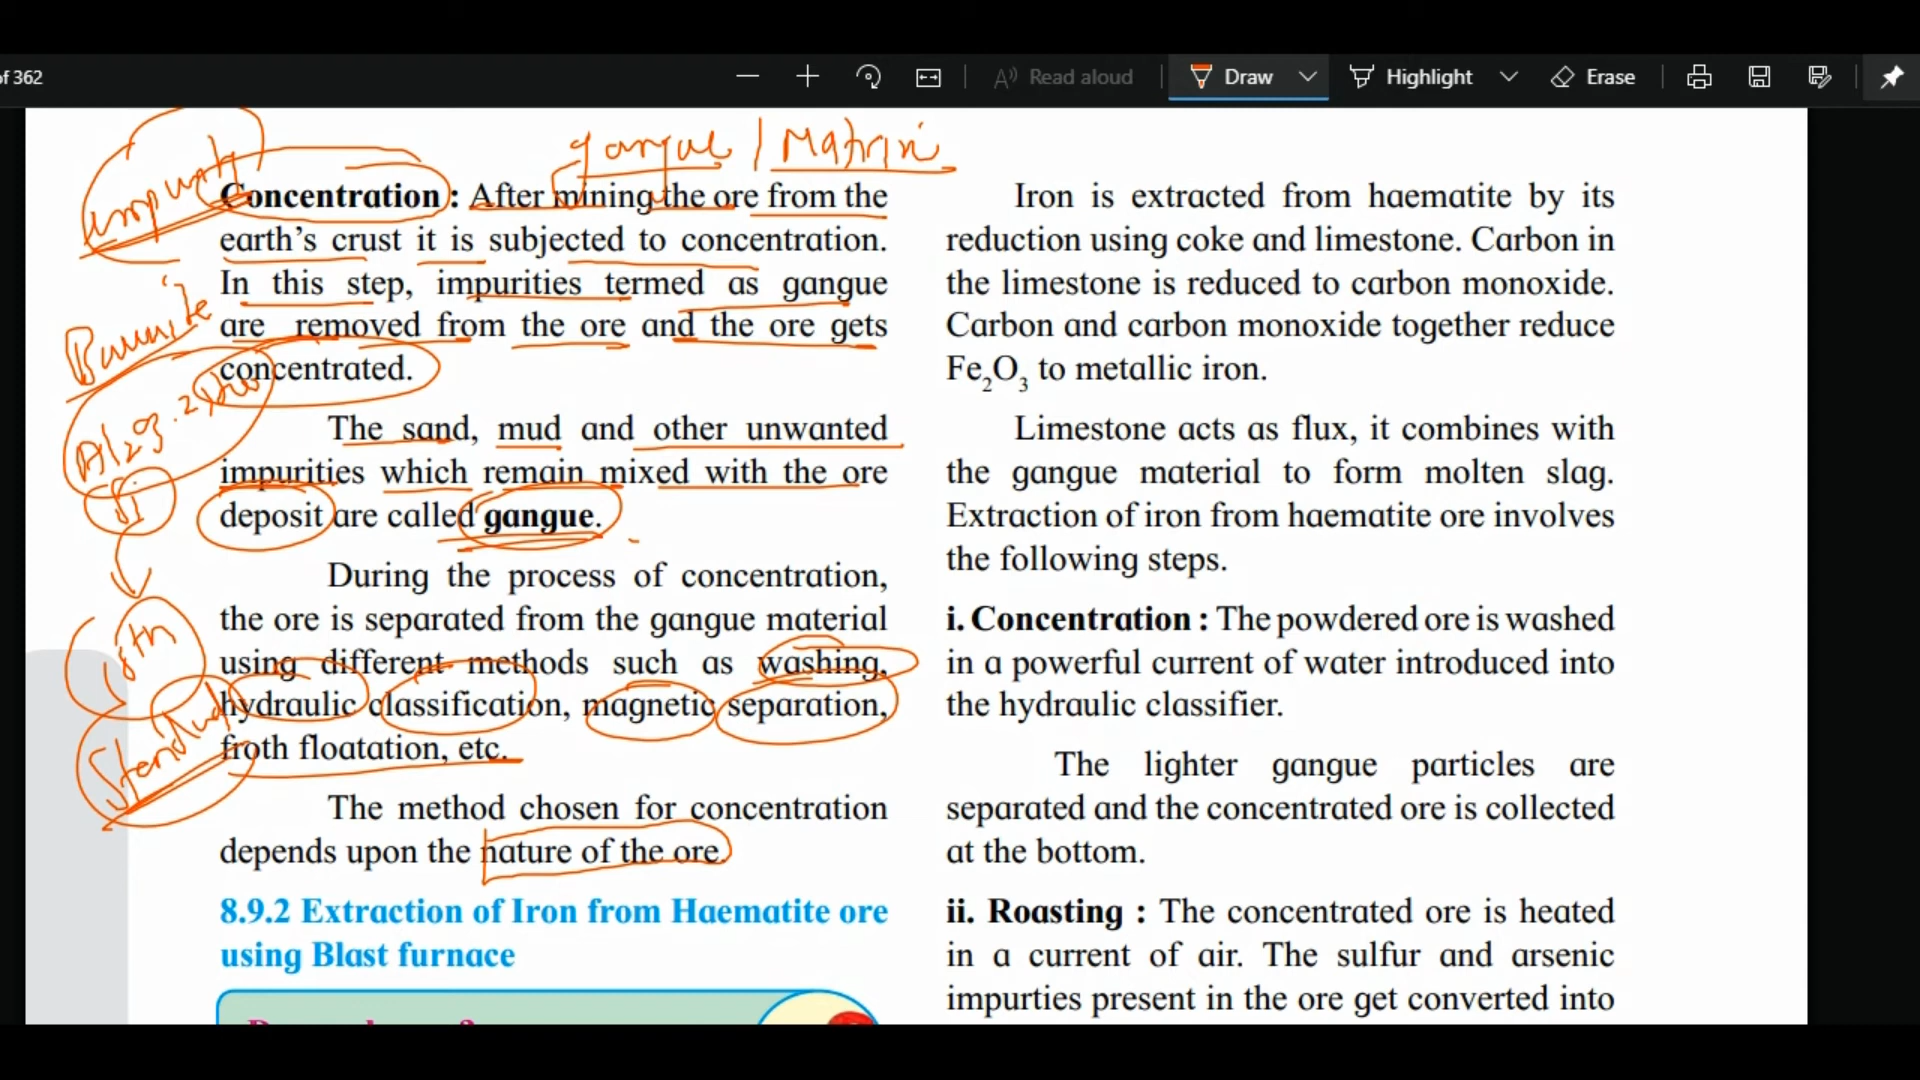 of 362
Read aloud
Draw
Highlight
Erase
gangue / Matrix
impurity
Concentration : After mining the ore from the
earth's crust it is subjected to concentration.
In this step, impurities termed as gangue
are removed from the ore and the ore gets
concentrated.
Bauxite
The sand, mud and other unwanted
impurities which remain mixed with the ore
deposit are called gangue.
Si
During the process of concentration,
the ore is separated from the gangue material
using different methods such as washing,
hydraulic classification, magnetic separation,
froth floatation, etc.
10th
The method chosen for concentration
depends upon the nature of the ore.
8.9.2 Extraction of Iron from Haematite ore
using Blast furnace
Iron is extracted from haematite by its
reduction using coke and limestone. Carbon in
the limestone is reduced to carbon monoxide.
Carbon and carbon monoxide together reduce
Fe₂O₃ to metallic iron.
Limestone acts as flux, it combines with
the gangue material to form molten slag.
Extraction of iron from haematite ore involves
the following steps.
i. Concentration : The powdered ore is washed
in a powerful current of water introduced into
the hydraulic classifier.
The lighter gangue particles are
separated and the concentrated ore is collected
at the bottom.
ii. Roasting : The concentrated ore is heated
in a current of air. The sulfur and arsenic
impurties present in the ore get converted into